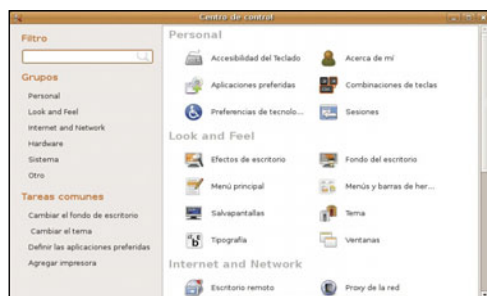 Centro de control
Filtro
Grupos
Personal
Look and Feel
Internet and Network
Hardware
Sistema
Otro
Tareas comunes
Cambiar el fondo de escritorio
Cambiar el tema
Definir las aplicaciones preferidas
Agregar impresora
Personal
Accesibilidad del Teclado
Acerca de mí
Aplicaciones preferidas
Combinaciones de teclas
Preferencias de tecnolo...
Sesiones
Look and Feel
Efectos de escritorio
Fondo del escritorio
Menú principal
Menús y barras de her...
Salvapantallas
Tema
Tipografía
Ventanas
Internet and Network
Escritorio remoto
Proxy de la red